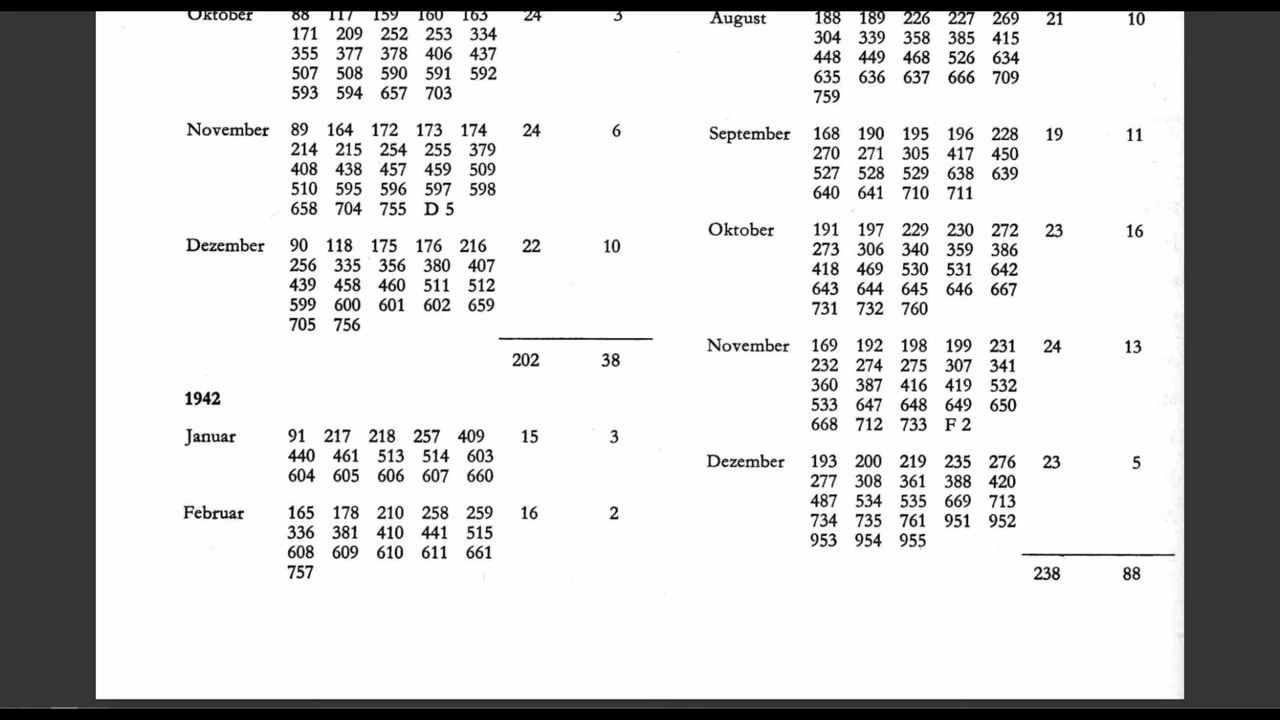 Oktober 88 117 159 160 163 24 3
171 209 252 253 334
355 377 378 406 437
507 508 590 591 592
593 594 657 703
November 89 164 172 173 174 24 6
214 215 254 255 379
408 438 457 459 509
510 595 596 597 598
658 704 755 D 5
Dezember 90 118 175 176 216 22 10
256 335 356 380 407
439 458 460 511 512
599 600 601 602 659
705 756
202 38
1942
Januar 91 217 218 257 409 15 3
440 461 513 514 603
604 605 606 607 660
Februar 165 178 210 258 259 16 2
336 381 410 441 515
608 609 610 611 661
757
August 188 189 226 227 269 21 10
304 339 358 385 415
448 449 468 526 634
635 636 637 666 709
759
September 168 190 195 196 228 19 11
270 271 305 417 450
527 528 529 638 639
640 641 710 711
Oktober 191 197 229 230 272 23 16
273 306 340 359 386
418 469 530 531 642
643 644 645 646 667
731 732 760
November 169 192 198 199 231 24 13
232 274 275 307 341
360 387 416 419 532
533 647 648 649 650
668 712 733 F 2
Dezember 193 200 219 235 276 23 5
277 308 361 388 420
487 534 535 669 713
734 735 761 951 952
953 954 955
238 88